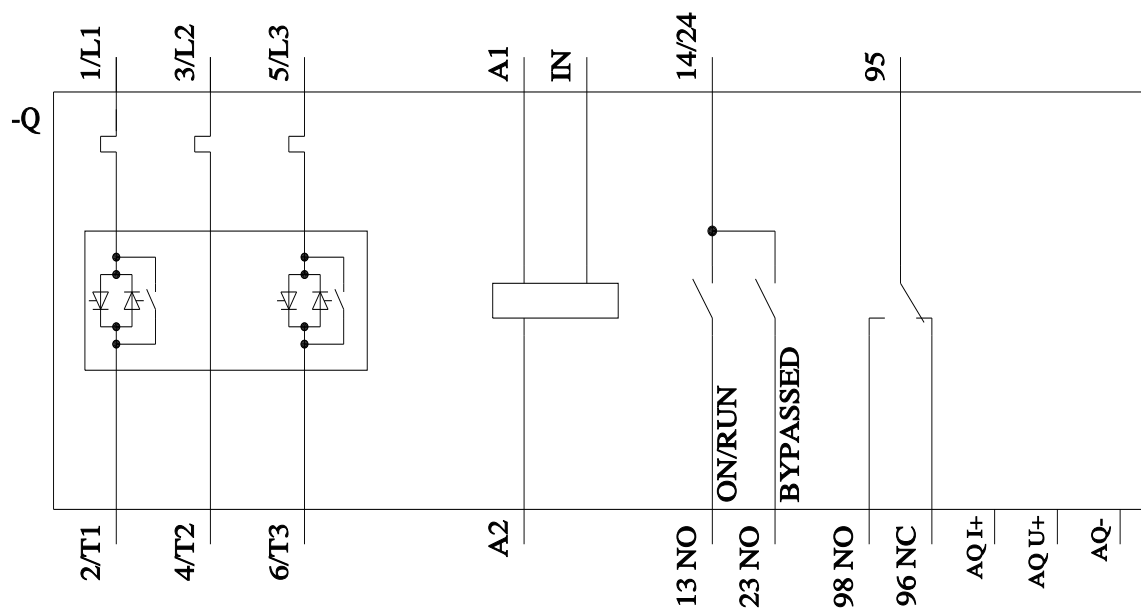 1/L1
3/L2
5/L3
A1
IN
14/24
95
-Q
ON/RUN
BYPASSED
2/T1
4/T2
6/T3
A2
13 NO
23 NO
98 NO
96 NC
AQ I+
AQ U+
AQ-